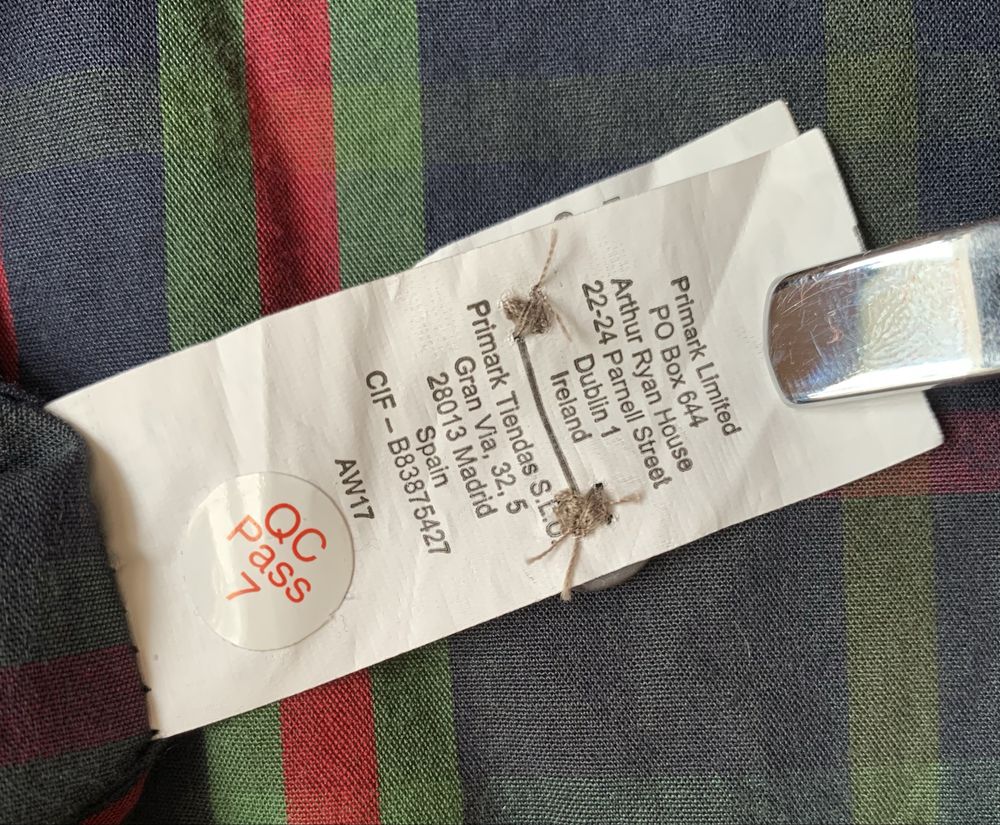 Primark Limited
PO Box 644
Arthur Ryan House
22-24 Parnell Street
Dublin 1
Ireland
Primark Tiendas S.L.U
Gran Via, 32, 5
28013 Madrid
Spain
CIF – B83875427
AW17
QC
Pass
7